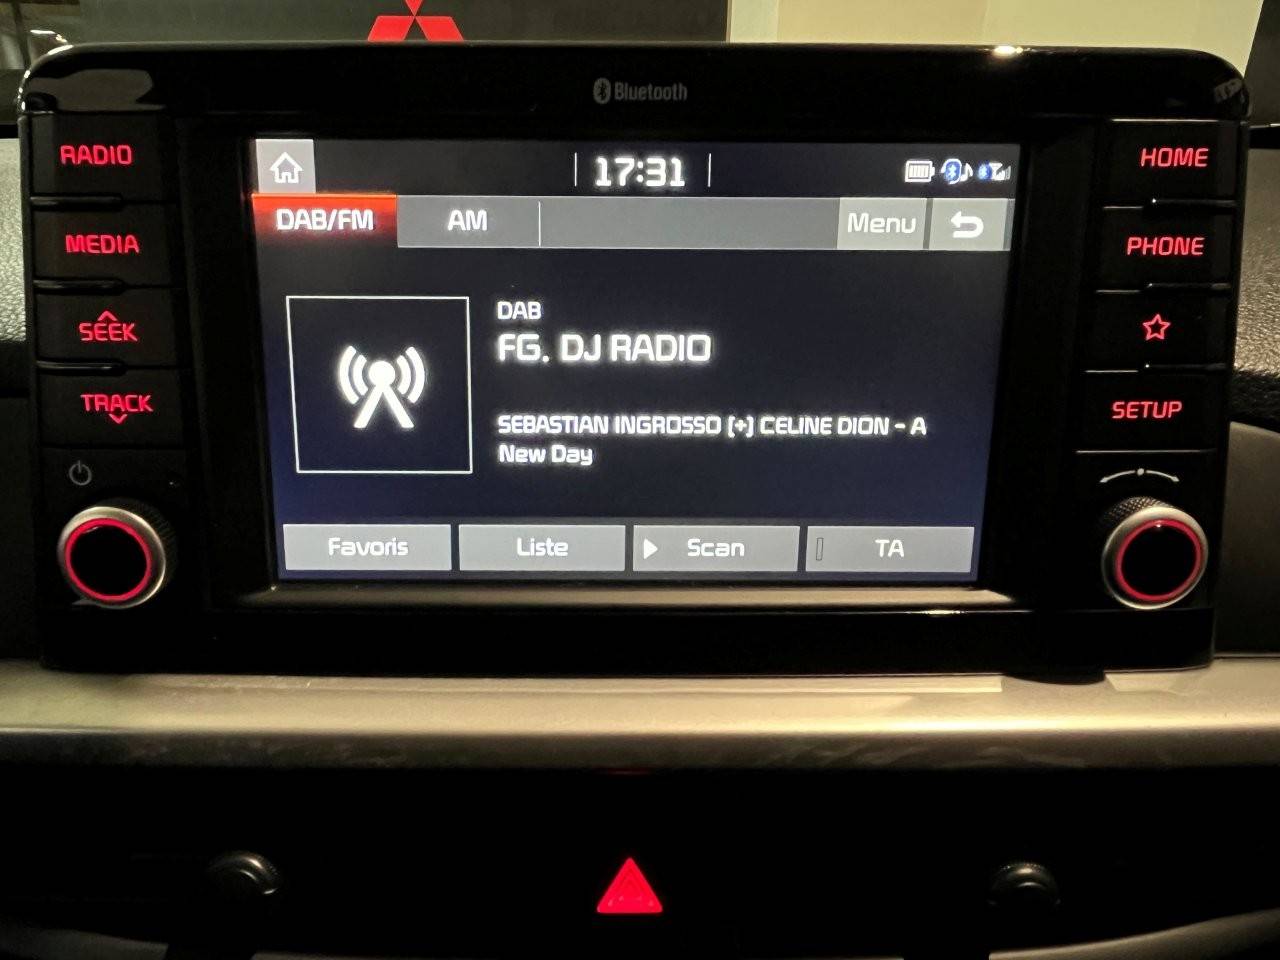 Bluetooth
RADIO
MEDIA
SEEK
TRACK
17:31
DAB/FM
AM
Menu
DAB
FG. DJ RADIO
SEBASTIAN INGROSSO [+] CELINE DION - A
New Day
Favoris
Liste
Scan
TA
HOME
PHONE
SETUP